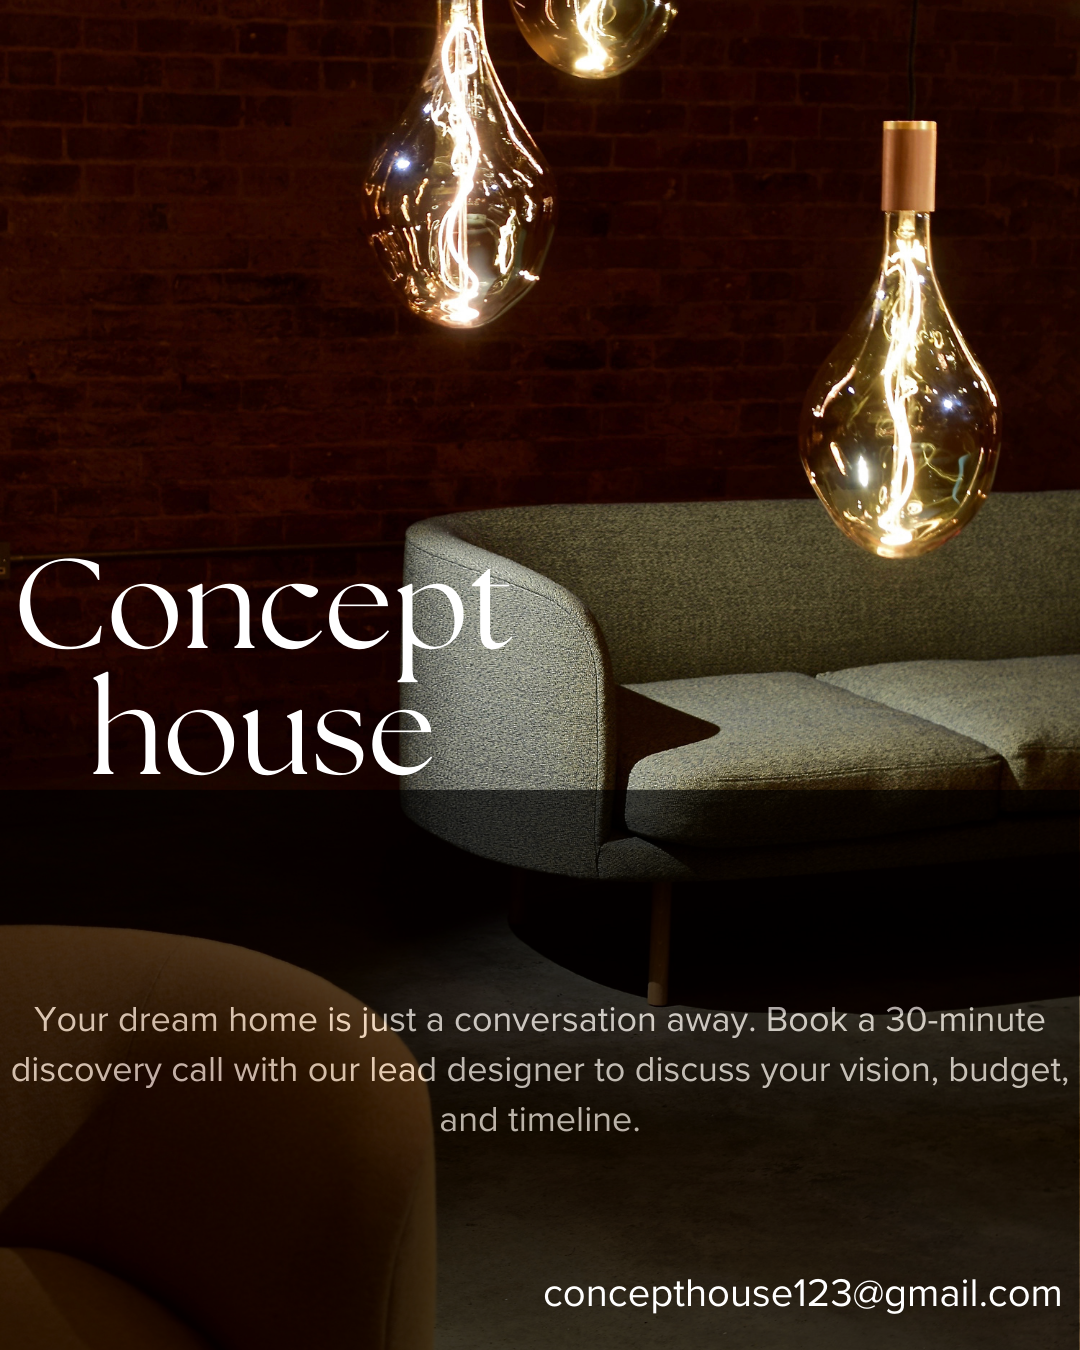 Concept
house
Your dream home is just a conversation away. Book a 30-minute
discovery call with our lead designer to discuss your vision, budget,
and timeline.
concepthouse123@gmail.com